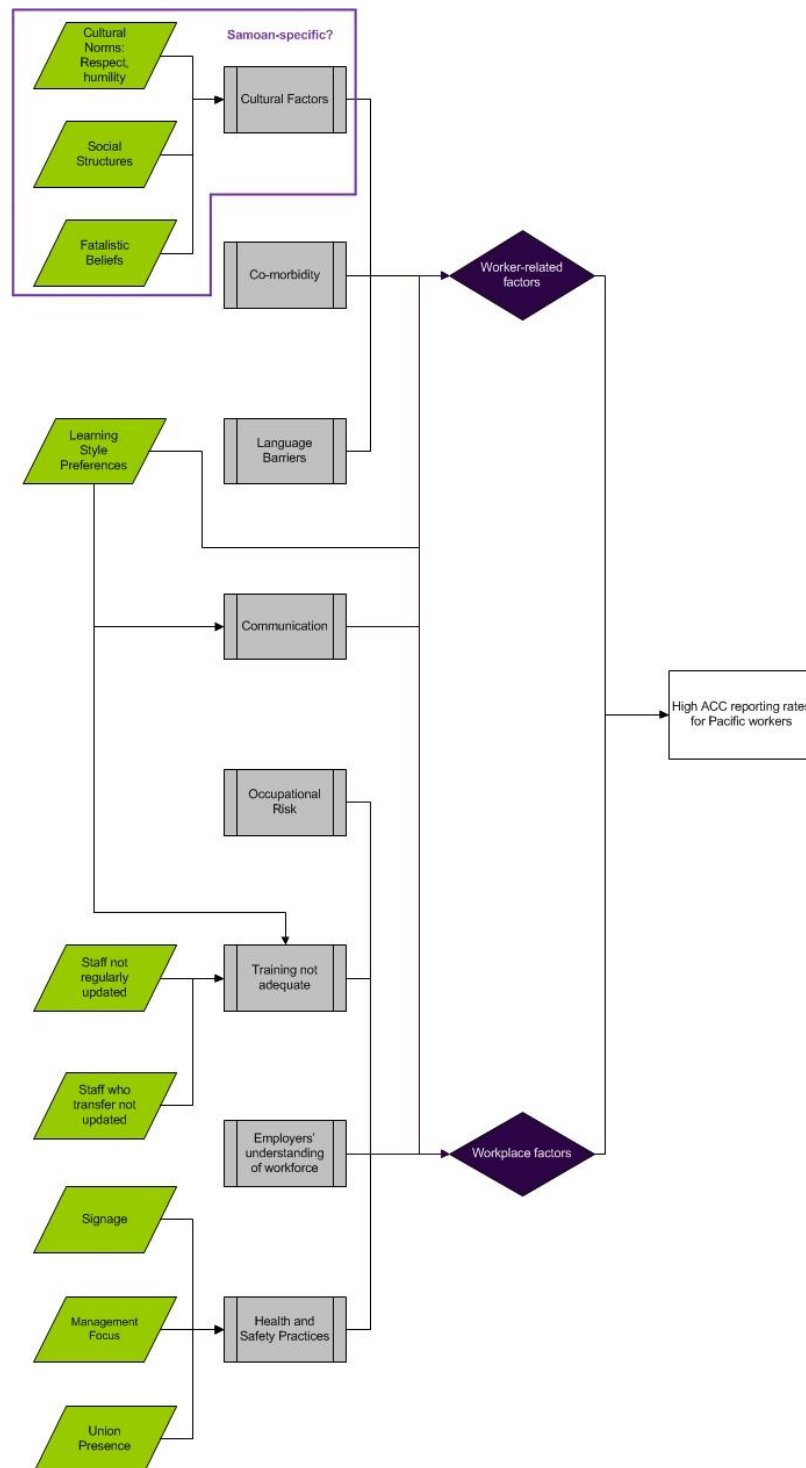 Cultural
Norms:
Respect,
humility
Samoan-specific?
Cultural Factors
Social
Structures
Fatalistic
Beliefs
Co-morbidity
Worker-related
factors
Learning
Style
Preferences
Language
Barriers
Communication
High ACC reporting rates
for Pacific workers
Occupational
Risk
Staff not
regularly
updated
Training not
adequate
Staff who
transfer not
updated
Employers'
understanding
of workforce
Workplace factors
Signage
Management
Focus
Health and
Safety Practices
Union
Presence